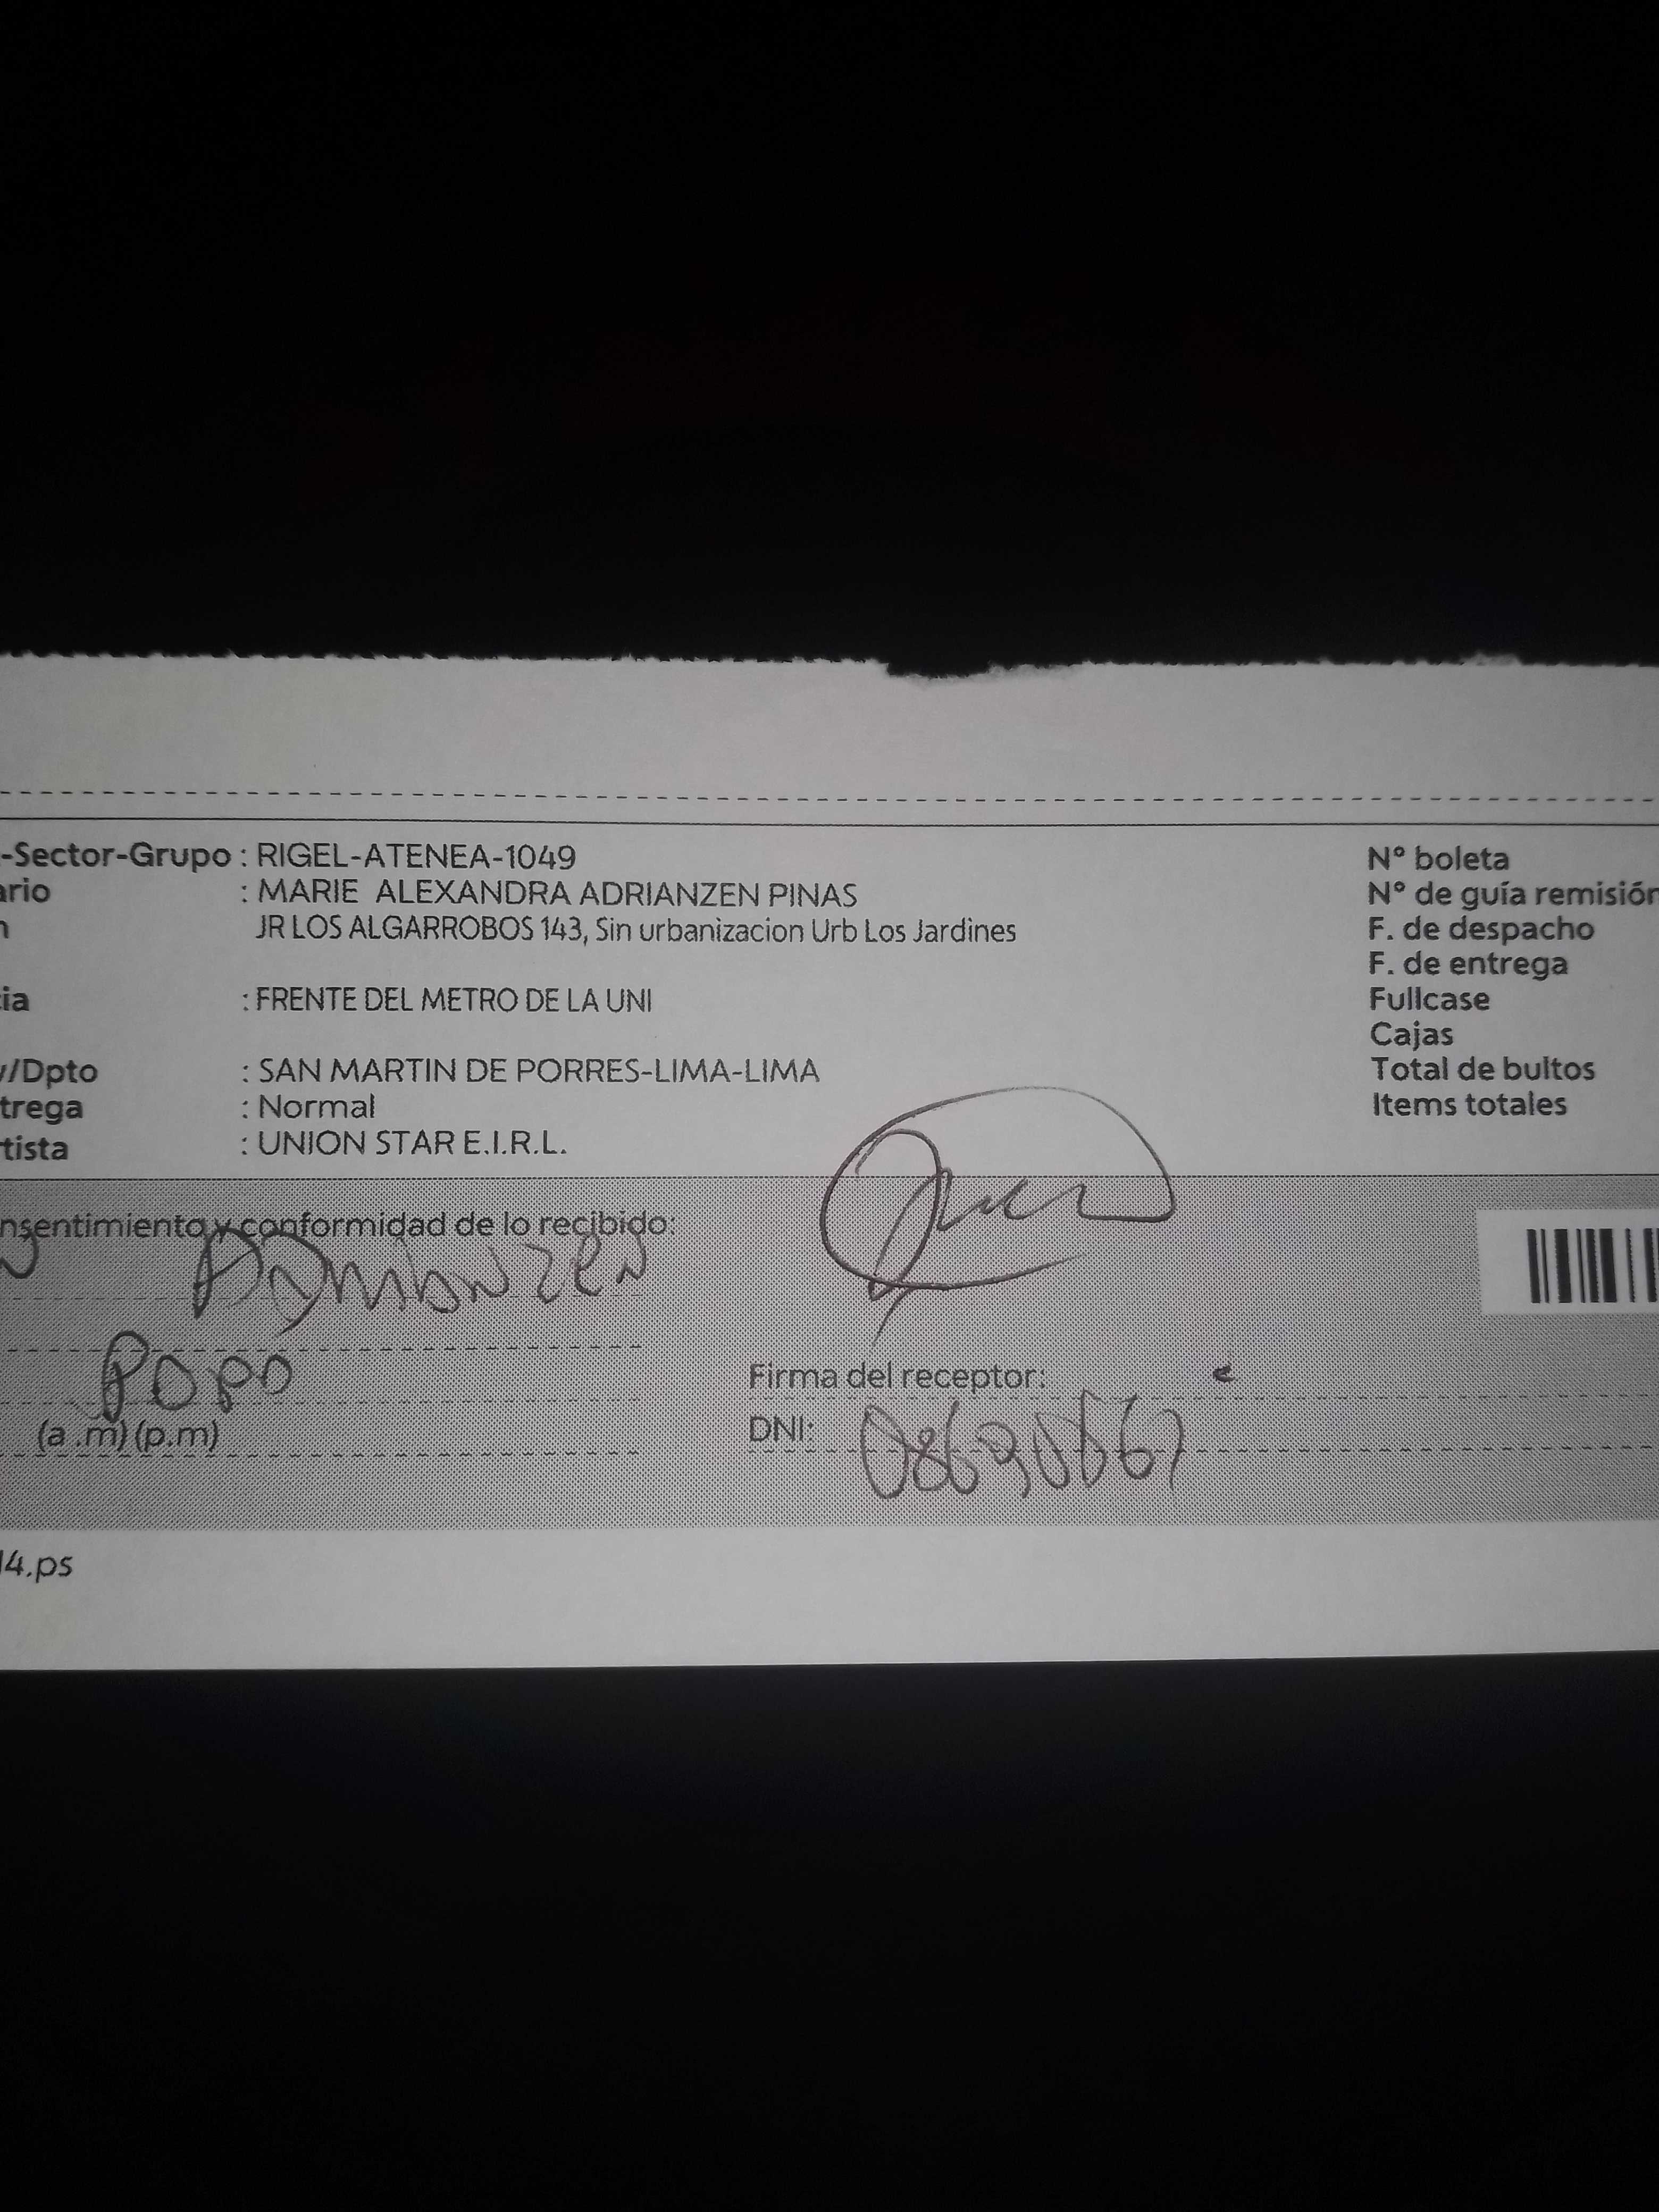 -Sector-Grupo : RIGEL-ATENEA-1049
ario : MARIE ALEXANDRA ADRIANZEN PINAS
n JR LOS ALGARROBOS 143, Sin urbanizacion Urb Los Jardines
cia : FRENTE DEL METRO DE LA UNI
v/Dpto : SAN MARTIN DE PORRES-LIMA-LIMA
trega : Normal
rtista : UNION STAR E.I.R.L.
N° boleta
N° de guía remisión
F. de despacho
F. de entrega
Fullcase
Cajas
Total de bultos
Items totales
nsentimiento y conformidad de lo recibido:
Popo
(a .m) (p.m)
Firma del receptor:
DNI:
14.ps